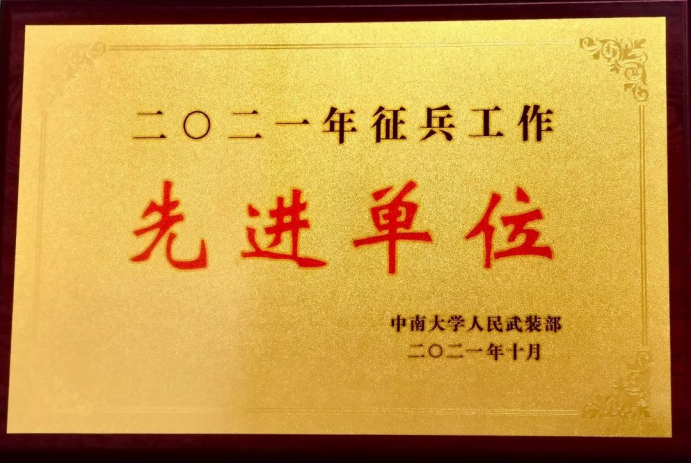 二〇二一年征兵工作
先进单位
中南大学人民武装部
二〇二一年十月